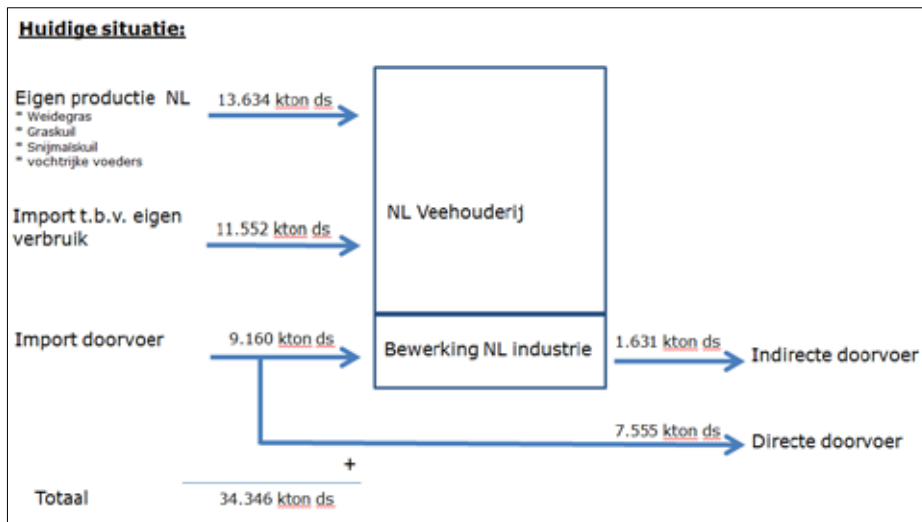 Huidige situatie:
Eigen productie NL
13.634 kton ds
* Weidegras
* Graskuil
* Snijmaïskuil
* vochtrijke voeders
Import t.b.v. eigen
verbruik
11.552 kton ds
NL Veehouderij
Import doorvoer
9.160 kton ds
Bewerking NL industrie
1.631 kton ds
Indirecte doorvoer
7.555 kton ds
Directe doorvoer
+
Totaal
34.346 kton ds